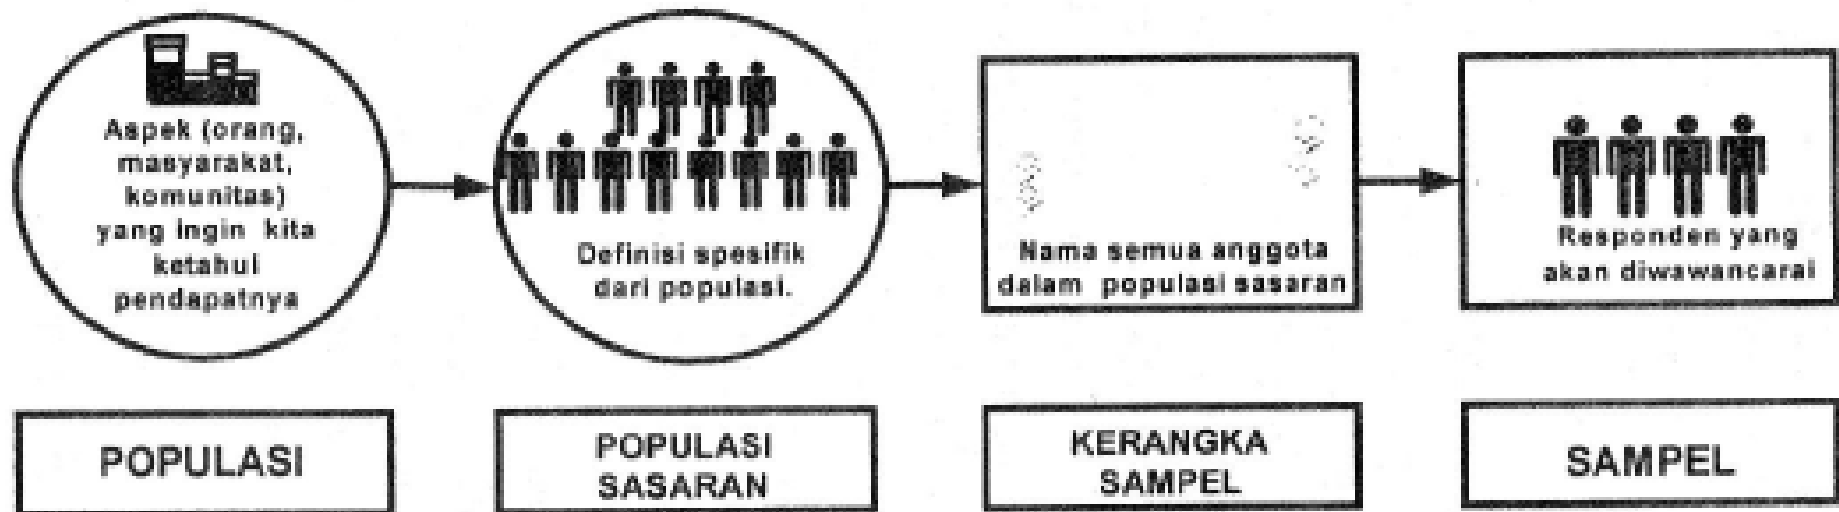 Aspek (orang,
masyarakat,
komunitas)
yang ingin kita
ketahui
pendapatnya
Definisi spesifik
dari populasi.
Nama semua anggota
dalam populasi sasaran
Responden yang
akan diwawancarai
POPULASI
POPULASI
SASARAN
KERANGKA
SAMPEL
SAMPEL